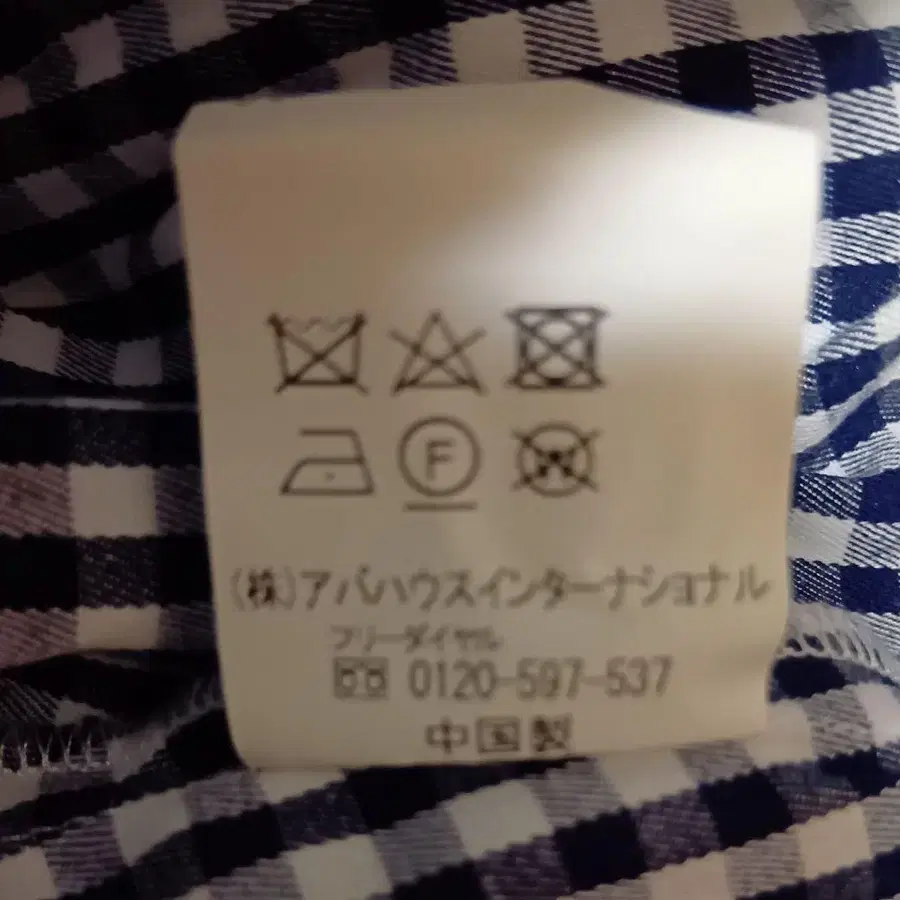 F
W
(株)アバハウスインターナショナル
フリーダイヤル
0120-597-537
中国製